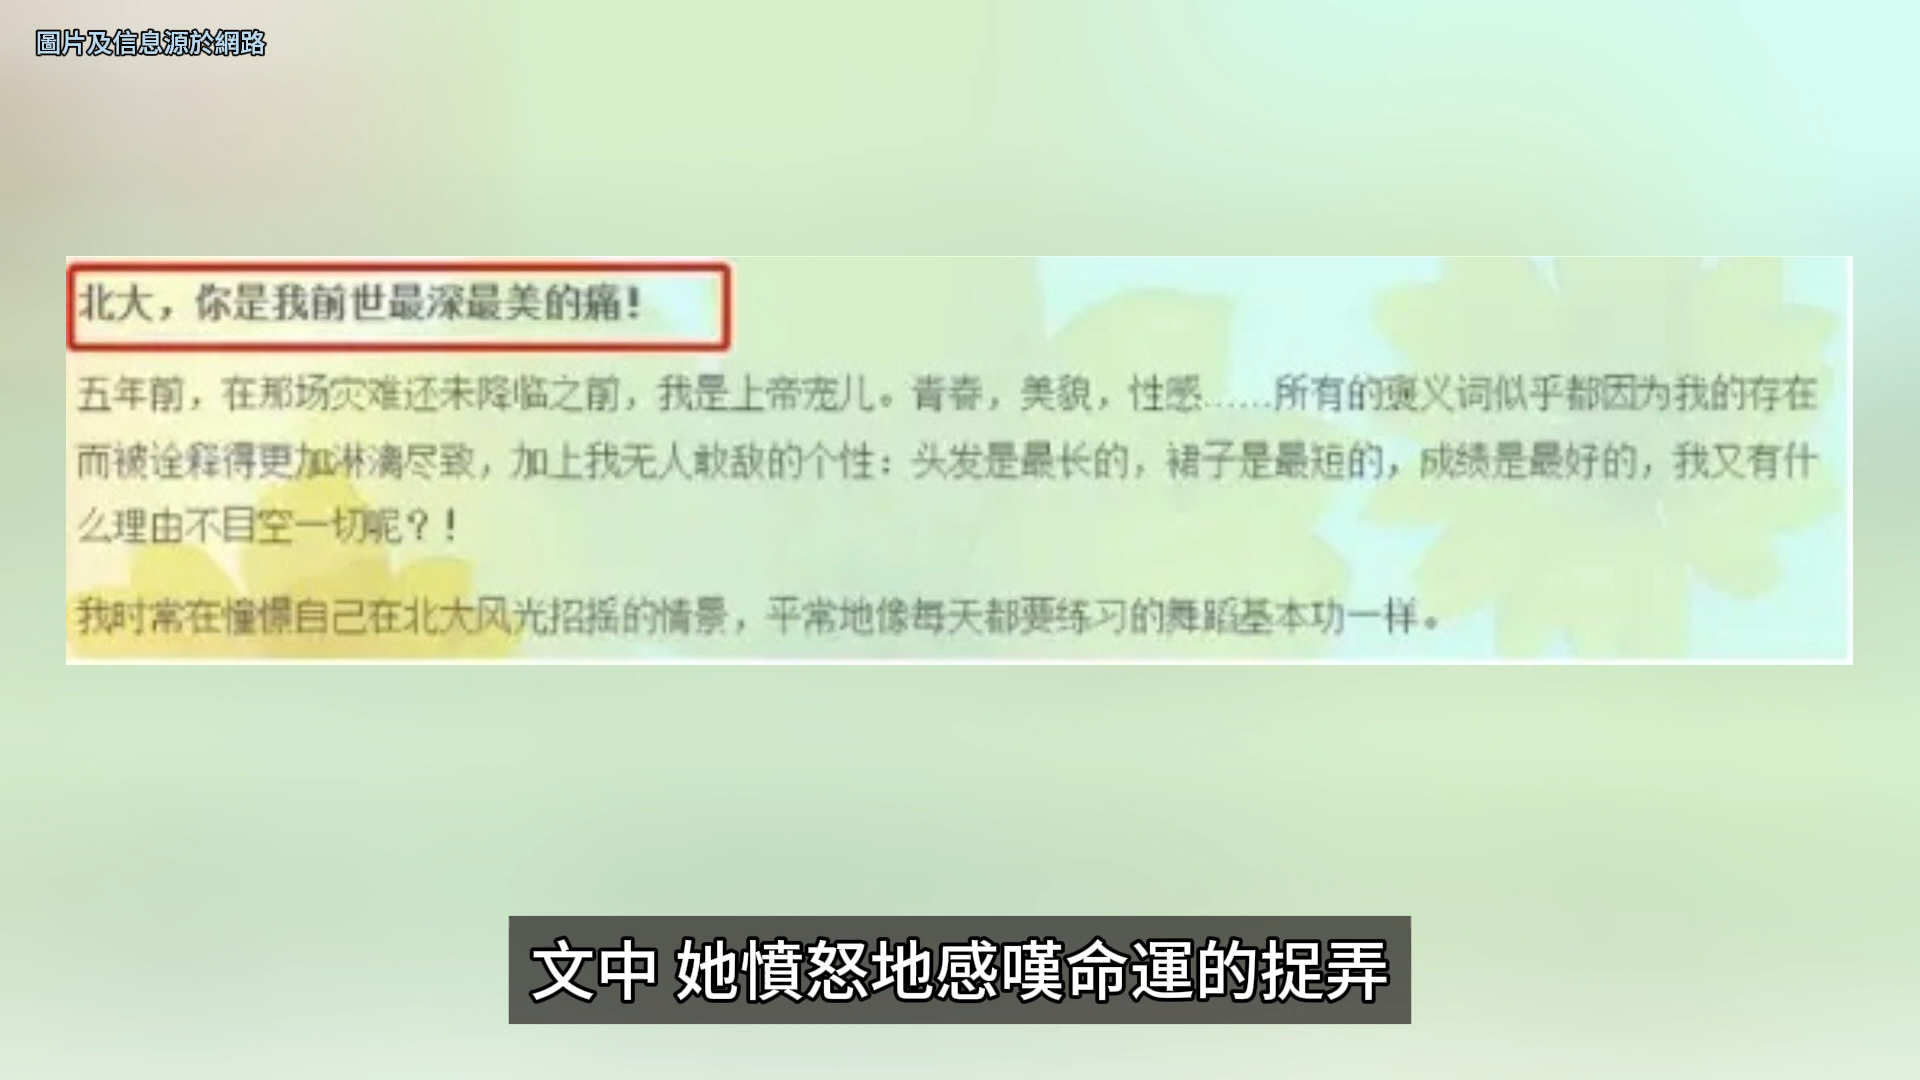 圖片及信息源於網路
北大，你是我前世最深最美的痛！
五年前，在那场灾难还未降临之前，我是上帝宠儿。青春，美貌，性感……所有的褒义词似乎都因为我的存在
而被诠释得更加淋漓尽致，加上我无人敢敌的个性：头发是最长的，裙子是最短的，成绩是最好的，我又有什
么理由不目空一切呢？！
我时常在憧憬自己在北大风光招摇的情景，平常地像每天都要练习的舞蹈基本功一样。
文中 她憤怒地感嘆命運的捉弄